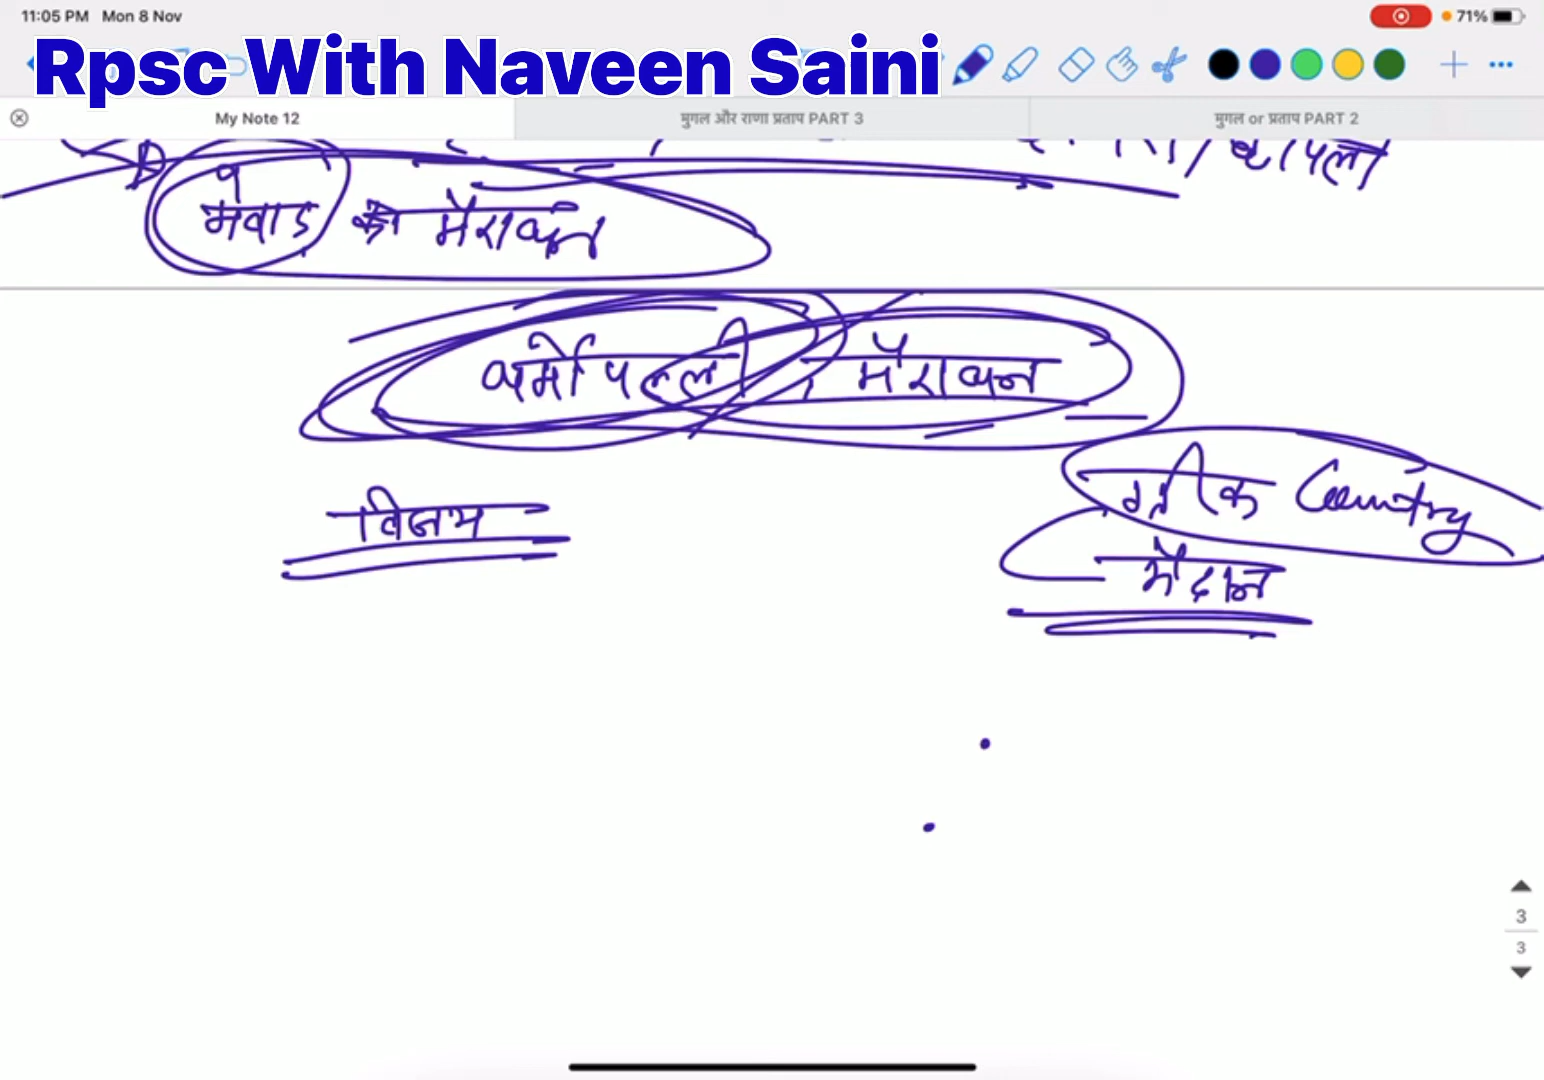 11:05 PM Mon 8 Nov
71%
Rpsc With Naveen Saini
My Note 12
मुगल और राणा प्रताप PART 3
मुगल or प्रताप PART 2
मेवाड़ का मैराथन
थर्मोपल्ली, मैराथन
ग्रीक Country
विजय
मैदान
3
3